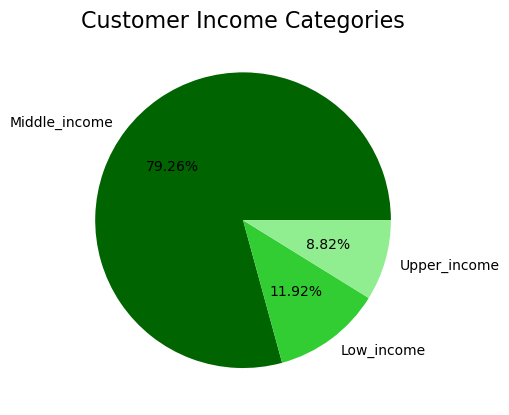 Customer Income Categories
Middle_income
79.26%
8.82%
Upper_income
11.92%
Low_income